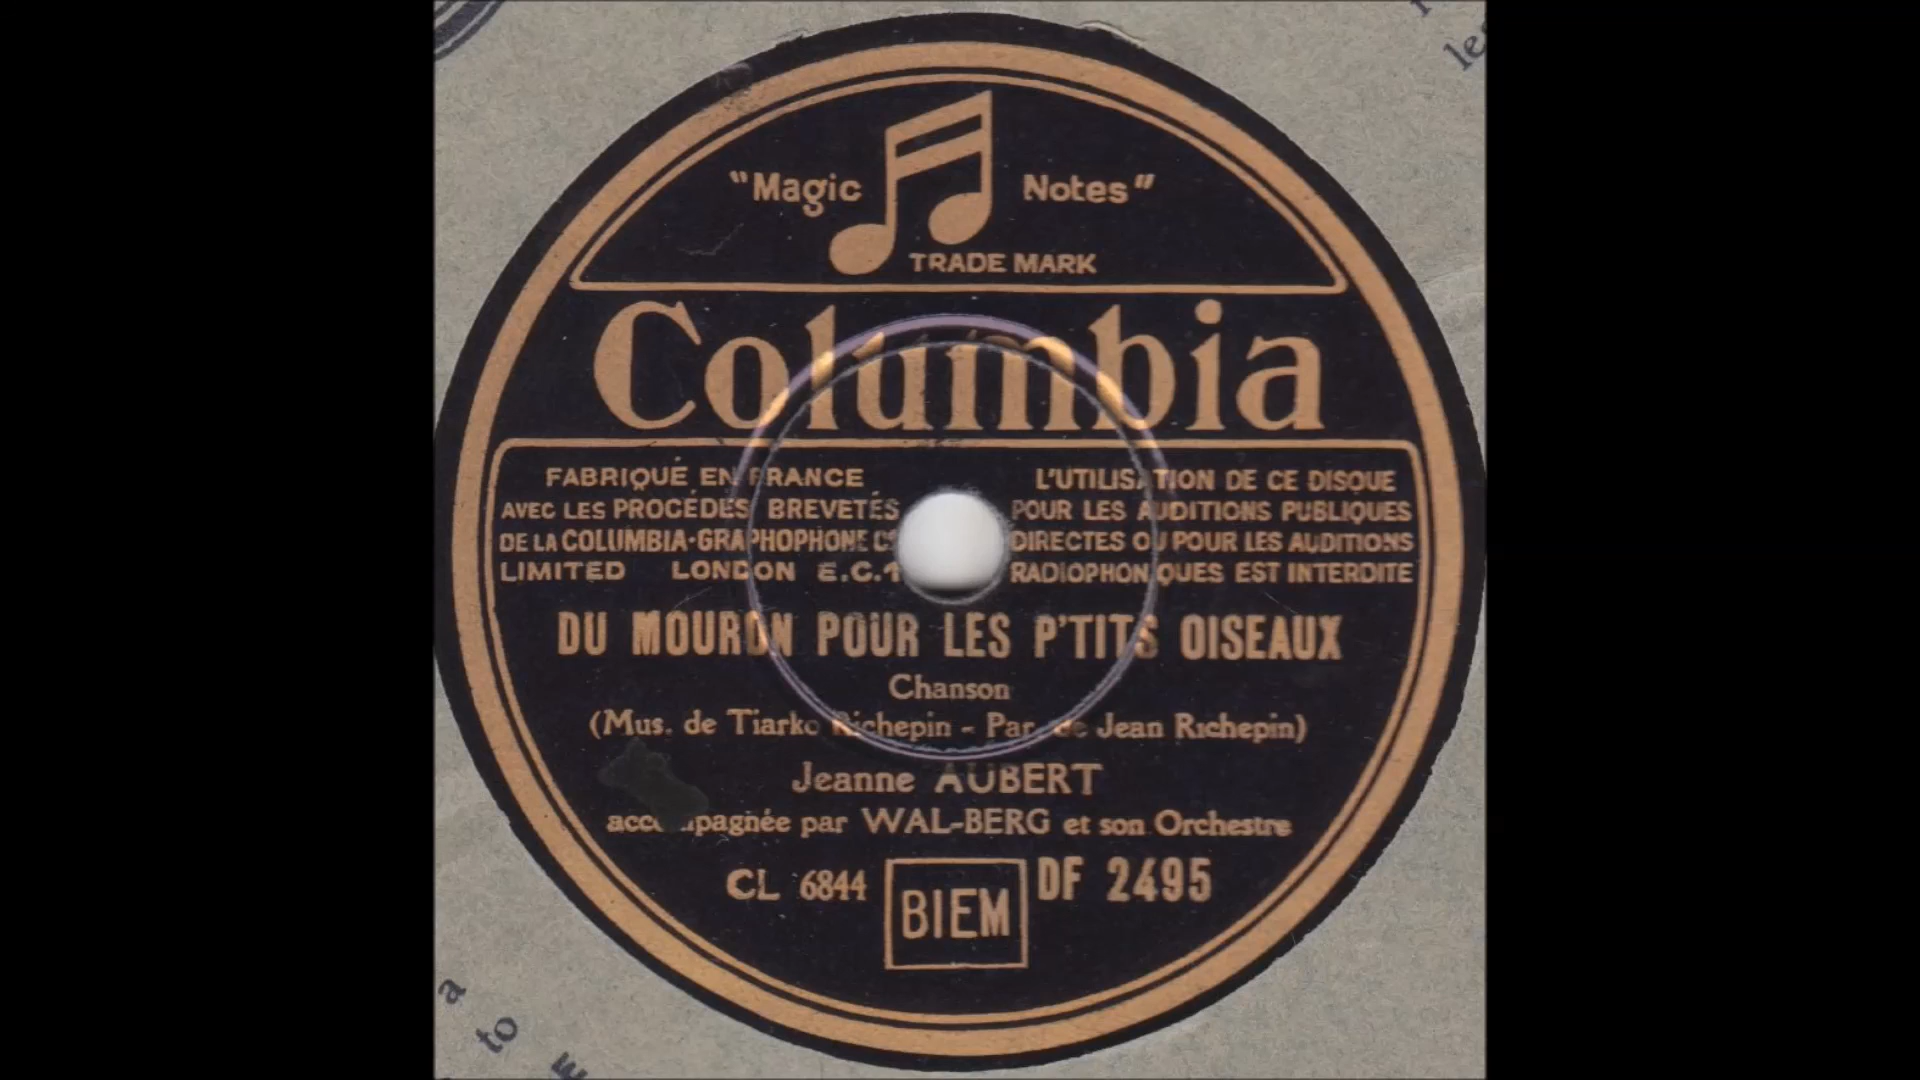 "Magic Notes"
TRADE MARK
Columbia
FABRIQUÉ EN FRANCE
AVEC LES PROCÉDÉS BREVETÉS
DE LA COLUMBIA-GRAPHOPHONE Cº
LIMITED LONDON E.C.1
L'UTILISATION DE CE DISQUE
POUR LES AUDITIONS PUBLIQUES
DIRECTES OU POUR LES AUDITIONS
RADIOPHONIQUES EST INTERDITE
DU MOURON POUR LES P'TITS OISEAUX
Chanson
(Mus. de Tiarko Richepin - Par. de Jean Richepin)
Jeanne AUBERT
accompagnée par WAL-BERG et son Orchestre
CL 6844 BIEM DF 2495
a
to